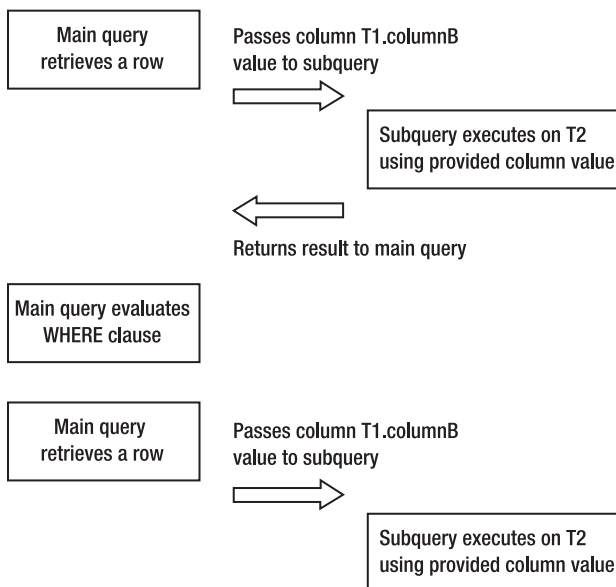 Main query
retrieves a row
Passes column T1.columnB
value to subquery
Subquery executes on T2
using provided column value
Returns result to main query
Main query evaluates
WHERE clause
Main query
retrieves a row
Passes column T1.columnB
value to subquery
Subquery executes on T2
using provided column value